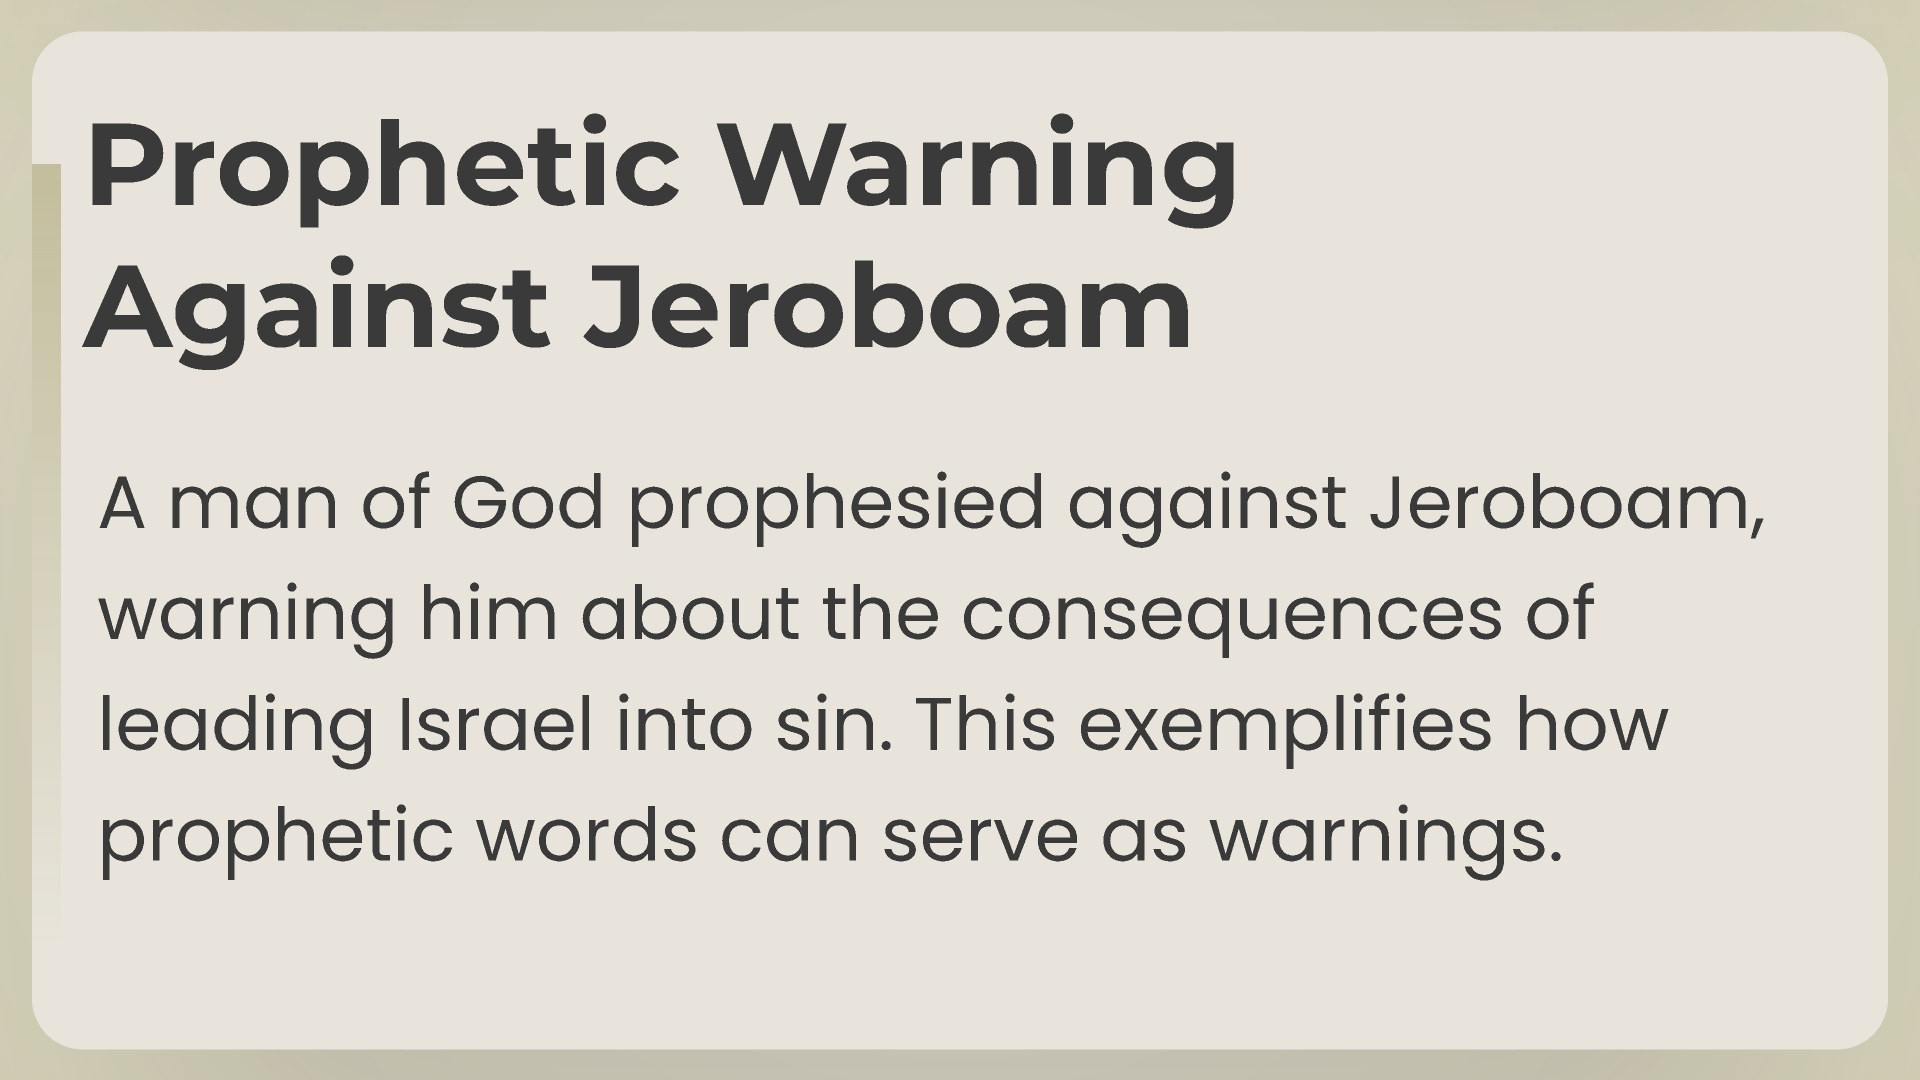 Prophetic Warning
Against Jeroboam
A man of God prophesied against Jeroboam,
warning him about the consequences of
leading Israel into sin. This exemplifies how
prophetic words can serve as warnings.